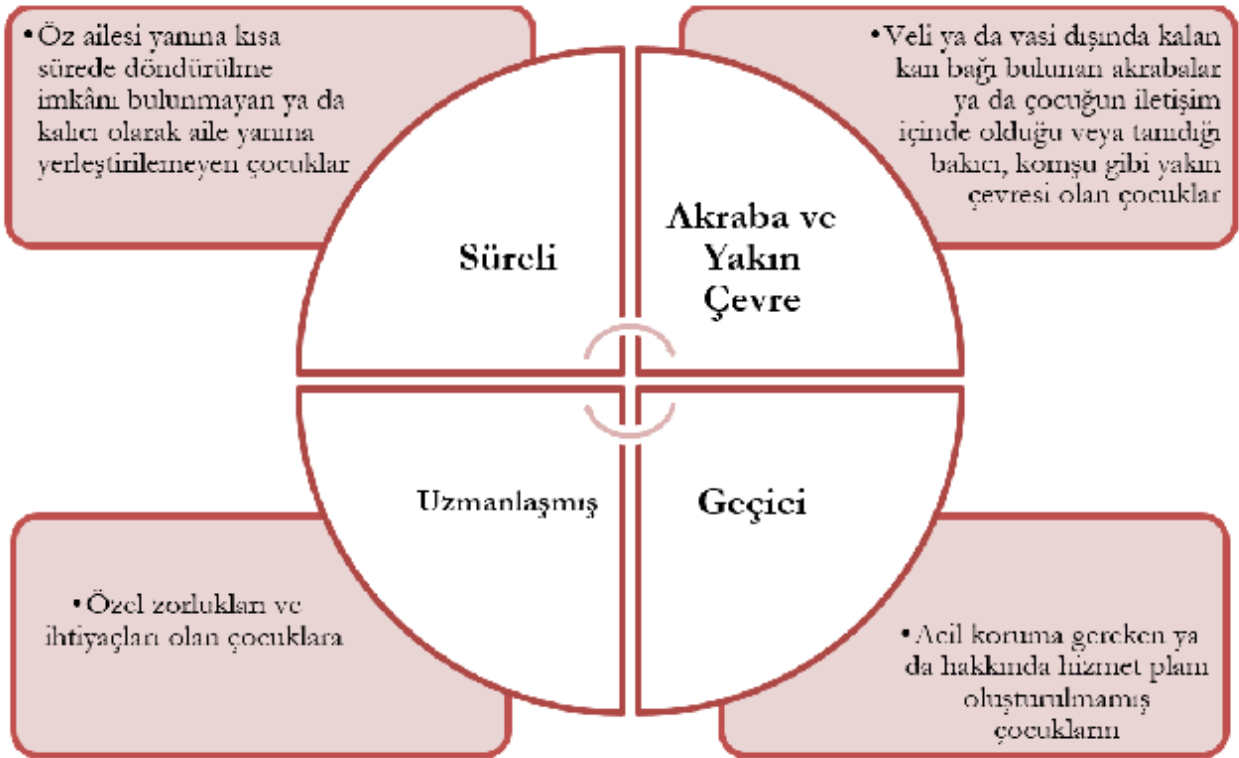 •Öz ailesi yanına kısa
sürede döndürülme
imkânı bulunmayan ya da
kalıcı olarak aile yanına
yerleştirilemeyen çocuklar
•Veli ya da vasi dışında kalan
kan bağı bulunan akrabalar
ya da çocuğun iletişim
içinde olduğu veya tanıdığı
bakıcı, komşu gibi yakın
çevresi olan çocuklar
Süreli
Akraba ve
Yakın
Çevre
Uzmanlaşmış
Geçici
•Özel zorlukları ve
ihtiyaçları olan çocuklara
•Acil koruma gereken ya
da hakkında hizmet planı
oluşturulmamış
çocukların